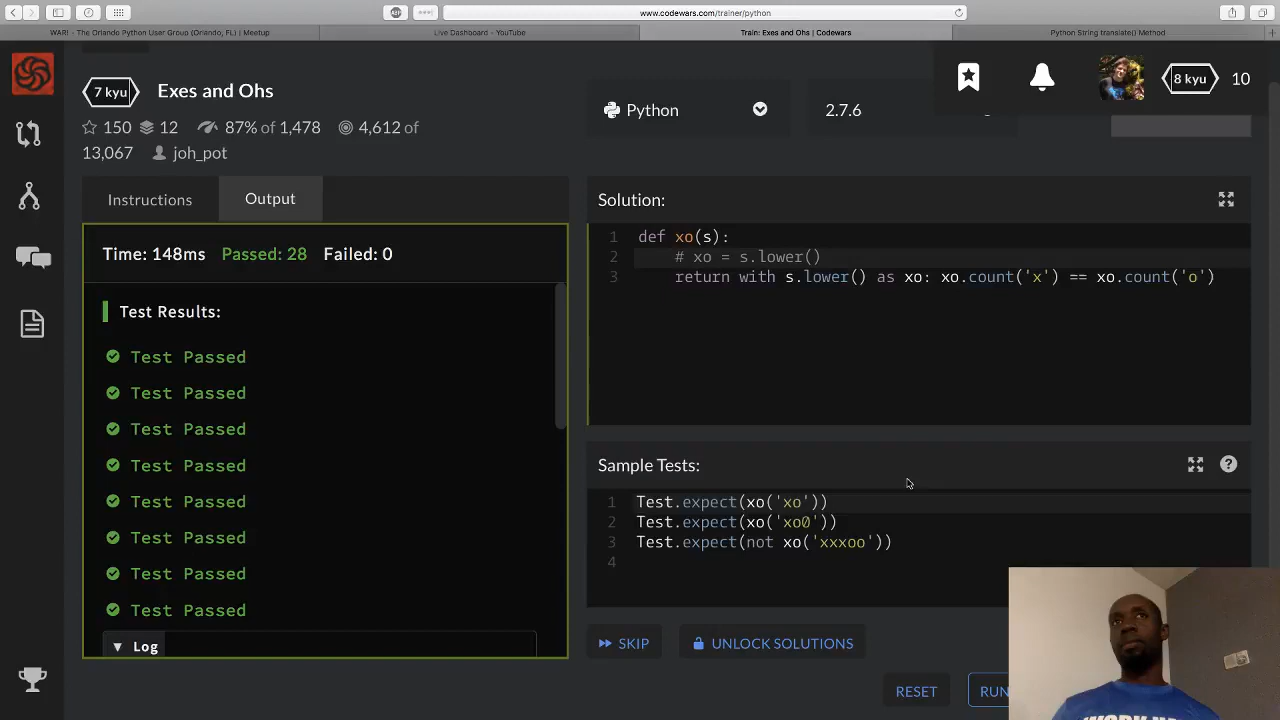 www.codewars.com/trainer/python
WAR! - The Orlando Python User Group (Orlando, FL) | Meetup
Live Dashboard - YouTube
Train: Exes and Ohs | Codewars
Python String translate() Method
7 kyu
Exes and Ohs
150 12 87% of 1,478 4,612 of
13,067 joh_pot
Python
2.7.6
8 kyu
10
Instructions
Output
Time: 148ms Passed: 28 Failed: 0
Test Results:
Test Passed
Test Passed
Test Passed
Test Passed
Test Passed
Test Passed
Test Passed
Test Passed
▼ Log
Solution:
1 def xo(s):
2 # xo = s.lower()
3 return with s.lower() as xo: xo.count('x') == xo.count('o')
Sample Tests:
?
1 Test.expect(xo('xo'))
2 Test.expect(xo('xo0'))
3 Test.expect(not xo('xxxoo'))
4
SKIP
UNLOCK SOLUTIONS
RESET
RUN